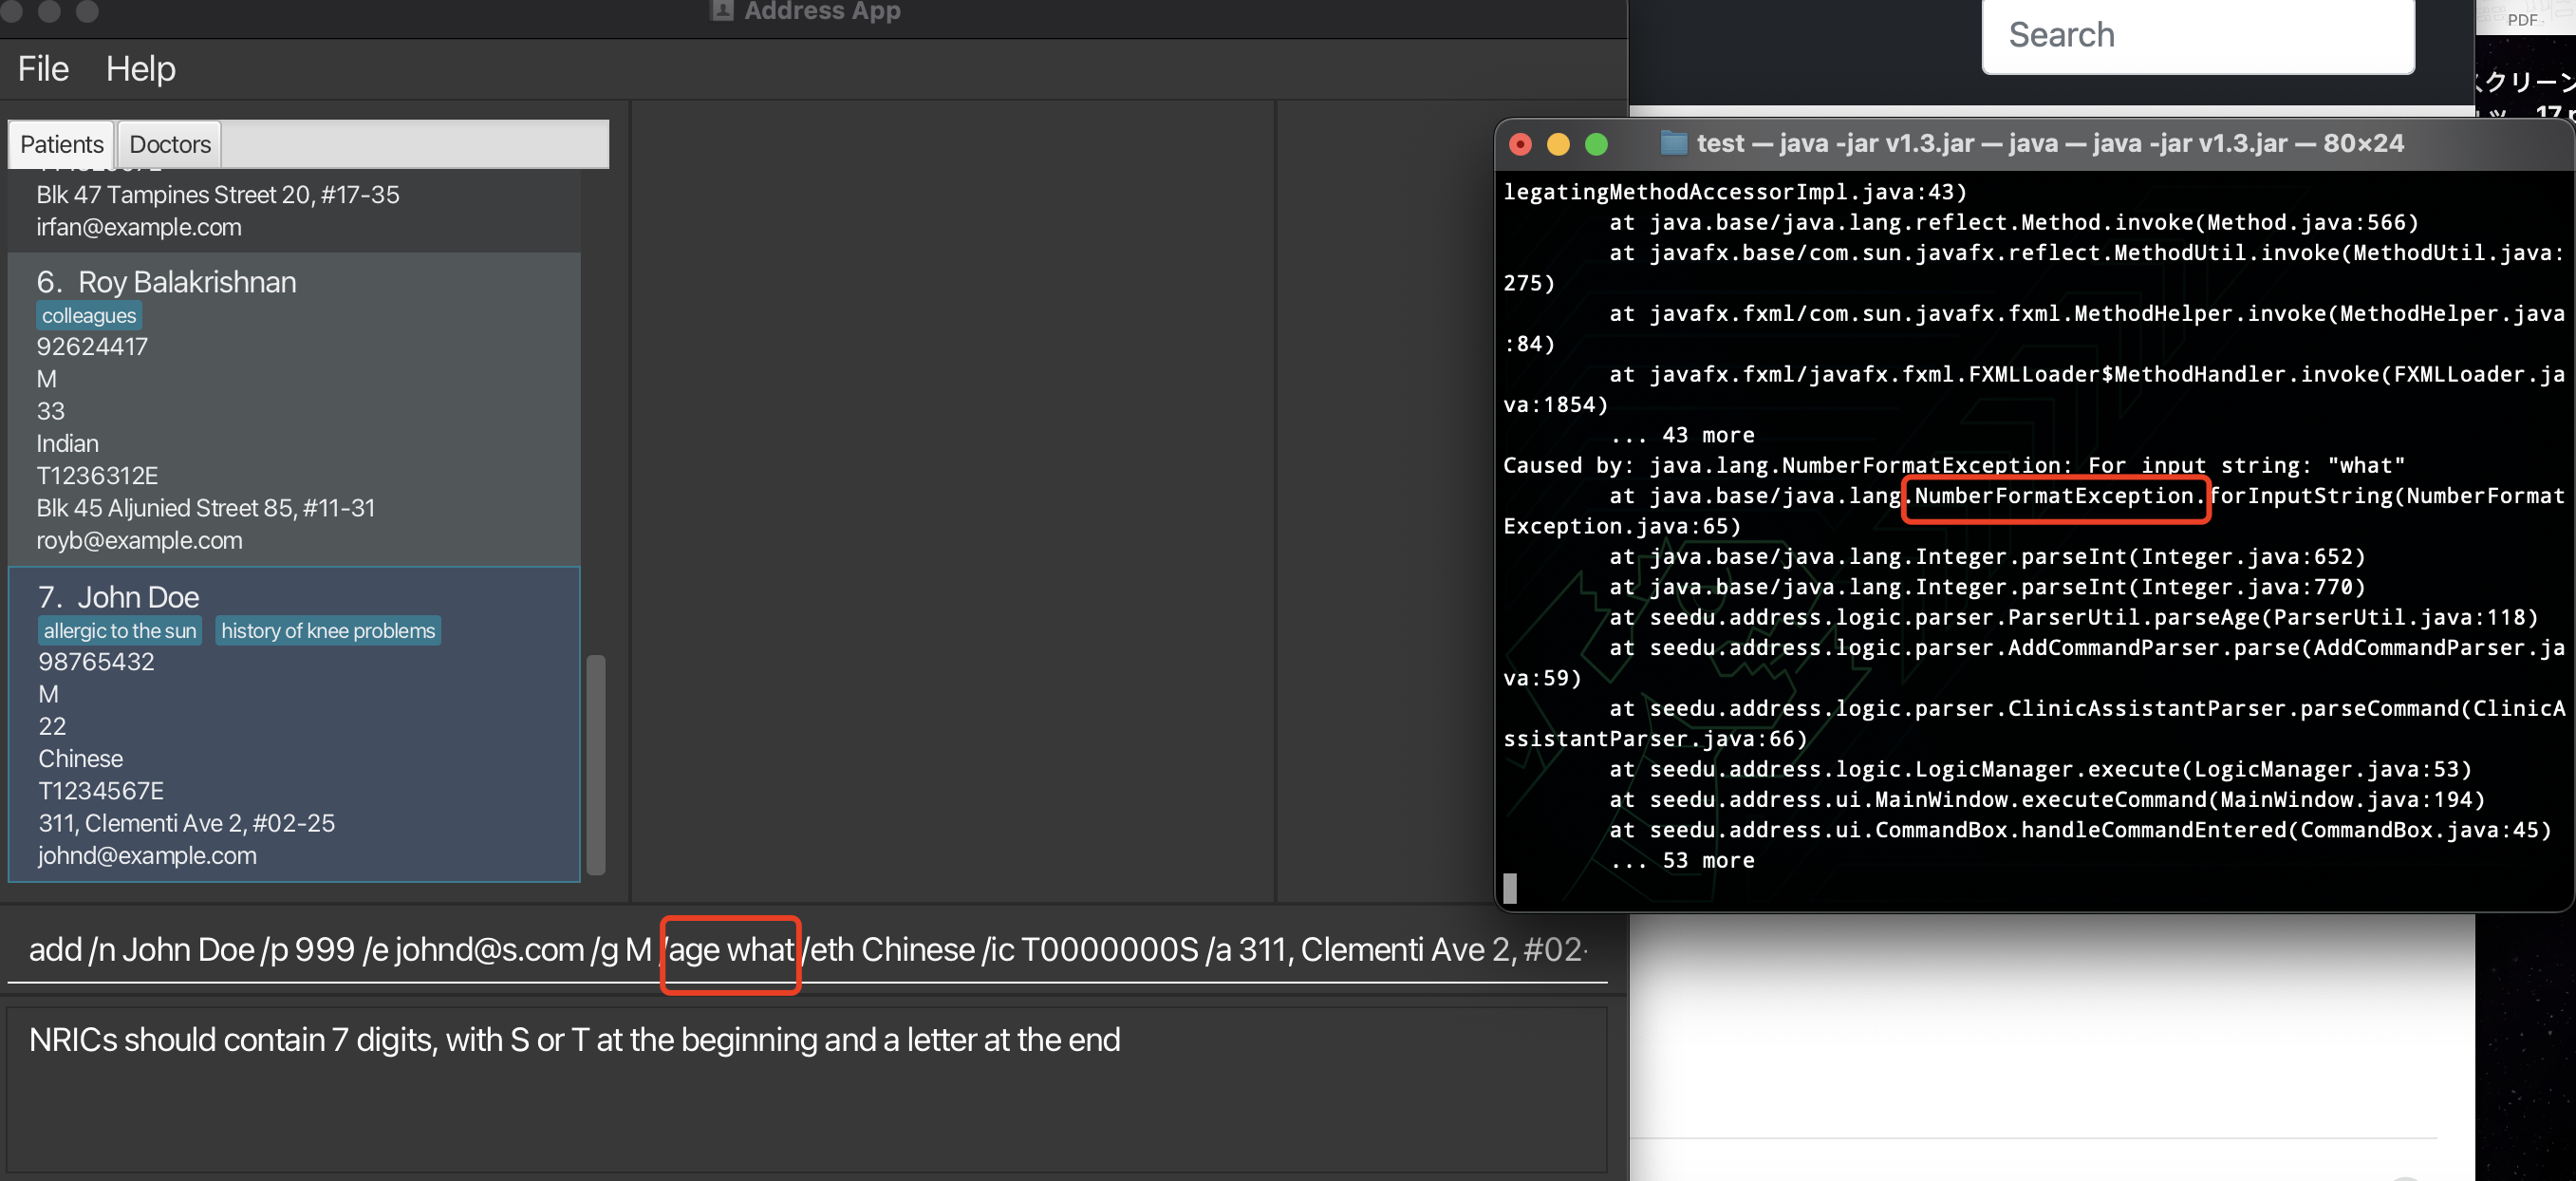 Address App
File Help
Patients Doctors
Blk 47 Tampines Street 20, #17-35
irfan@example.com
6. Roy Balakrishnan
colleagues
92624417
M
33
Indian
T1236312E
Blk 45 Aljunied Street 85, #11-31
royb@example.com
7. John Doe
allergic to the sun history of knee problems
98765432
M
22
Chinese
T1234567E
311, Clementi Ave 2, #02-25
johnd@example.com
add /n John Doe /p 999 /e johnd@s.com /g M /age what /eth Chinese /ic T0000000S /a 311, Clementi Ave 2, #02-
NRICs should contain 7 digits, with S or T at the beginning and a letter at the end
Search
PDF
クリーン
test — java -jar v1.3.jar — java — java -jar v1.3.jar — 80×24
legatingMethodAccessorImpl.java:43)
at java.base/java.lang.reflect.Method.invoke(Method.java:566)
at javafx.base/com.sun.javafx.reflect.MethodUtil.invoke(MethodUtil.java:
275)
at javafx.fxml/com.sun.javafx.fxml.MethodHelper.invoke(MethodHelper.java
:84)
at javafx.fxml/javafx.fxml.FXMLLoader$MethodHandler.invoke(FXMLLoader.ja
va:1854)
... 43 more
Caused by: java.lang.NumberFormatException: For input string: "what"
at java.base/java.lang.NumberFormatException.forInputString(NumberFormat
Exception.java:65)
at java.base/java.lang.Integer.parseInt(Integer.java:652)
at java.base/java.lang.Integer.parseInt(Integer.java:770)
at seedu.address.logic.parser.ParserUtil.parseAge(ParserUtil.java:118)
at seedu.address.logic.parser.AddCommandParser.parse(AddCommandParser.ja
va:59)
at seedu.address.logic.parser.ClinicAssistantParser.parseCommand(ClinicA
ssistantParser.java:66)
at seedu.address.logic.LogicManager.execute(LogicManager.java:53)
at seedu.address.ui.MainWindow.executeCommand(MainWindow.java:194)
at seedu.address.ui.CommandBox.handleCommandEntered(CommandBox.java:45)
... 53 more